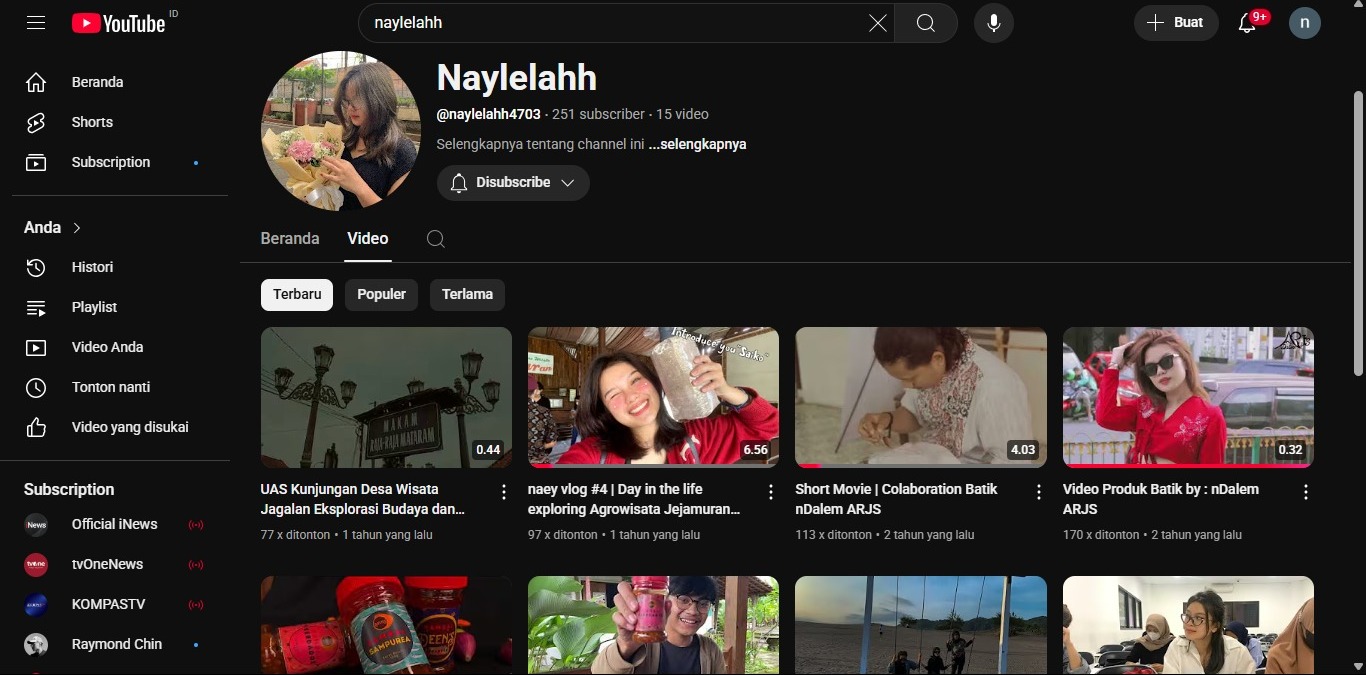 YouTube ID
naylelahh
Buat
9+
n
Beranda
Shorts
Subscription
Anda
Histori
Playlist
Video Anda
Tonton nanti
Video yang disukai
Subscription
News
Official iNews
tvOne
tvOneNews
KOMPASTV
Raymond Chin
Naylelahh
@naylelahh4703 · 251 subscriber · 15 video
Selengkapnya tentang channel ini ...selengkapnya
Disubscribe
Beranda
Video
Terbaru
Populer
Terlama
MAKAM
RAJA-RAJA MATARAM
0.44
UAS Kunjungan Desa Wisata
Jagalan Eksplorasi Budaya dan...
77 x ditonton • 1 tahun yang lalu
Introduce you "Saiko"
6.56
naey vlog #4 | Day in the life
exploring Agrowisata Jejamuran...
97 x ditonton • 1 tahun yang lalu
4.03
Short Movie | Colaboration Batik
nDalem ARJS
113 x ditonton • 2 tahun yang lalu
0.32
Video Produk Batik by : nDalem
ARJS
170 x ditonton • 2 tahun yang lalu
SAMPUREA